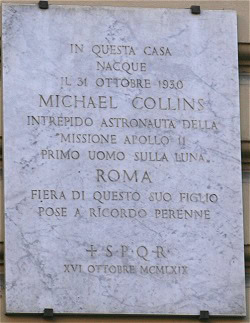 IN QUESTA CASA
NACQUE
IL 31 OTTOBRE 1930
MICHAEL COLLINS
INTREPIDO ASTRONAUTA DELLA
"MISSIONE APOLLO 11
PRIMO UOMO SULLA LUNA"
ROMA
FIERA DI QUESTO SUO FIGLIO
POSE A RICORDO PERENNE
✝ S·P·Q·R·
XVI OTTOBRE MCMLXIX